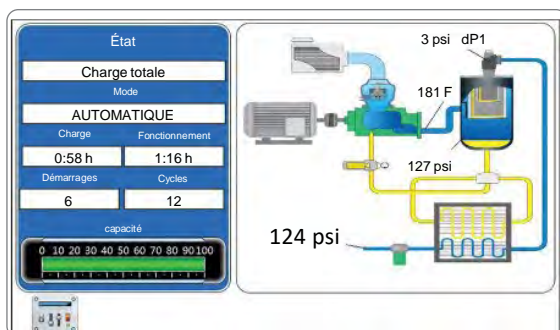 État
Charge totale
Mode
AUTOMATIQUE
Charge Fonctionnement
0:58 h 1:16 h
Démarrages Cycles
6 12
capacité
0 10 20 30 40 50 60 70 80 90 100
3 psi dP1
181 F
127 psi
124 psi